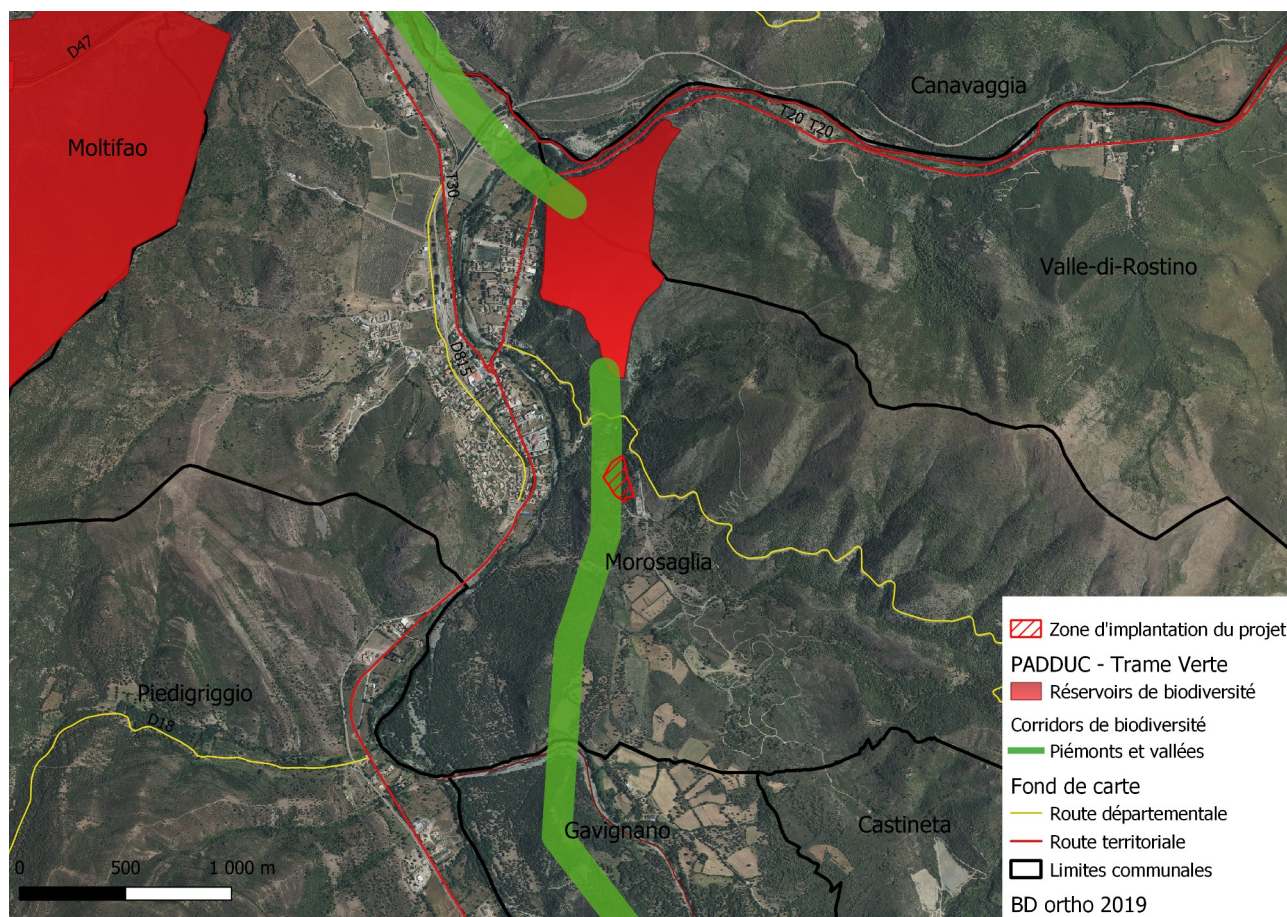 D47
Canavaggia
T20 T20
Moltifao
T30
Valle-di-Rostino
D815
Morosaglia
Piedigriggio
D18
Gavignano
Castineta
0 500 1 000 m
Zone d'implantation du projet
PADDUC - Trame Verte
Réservoirs de biodiversité
Corridors de biodiversité
Piémonts et vallées
Fond de carte
Route départementale
Route territoriale
Limites communales
BD ortho 2019